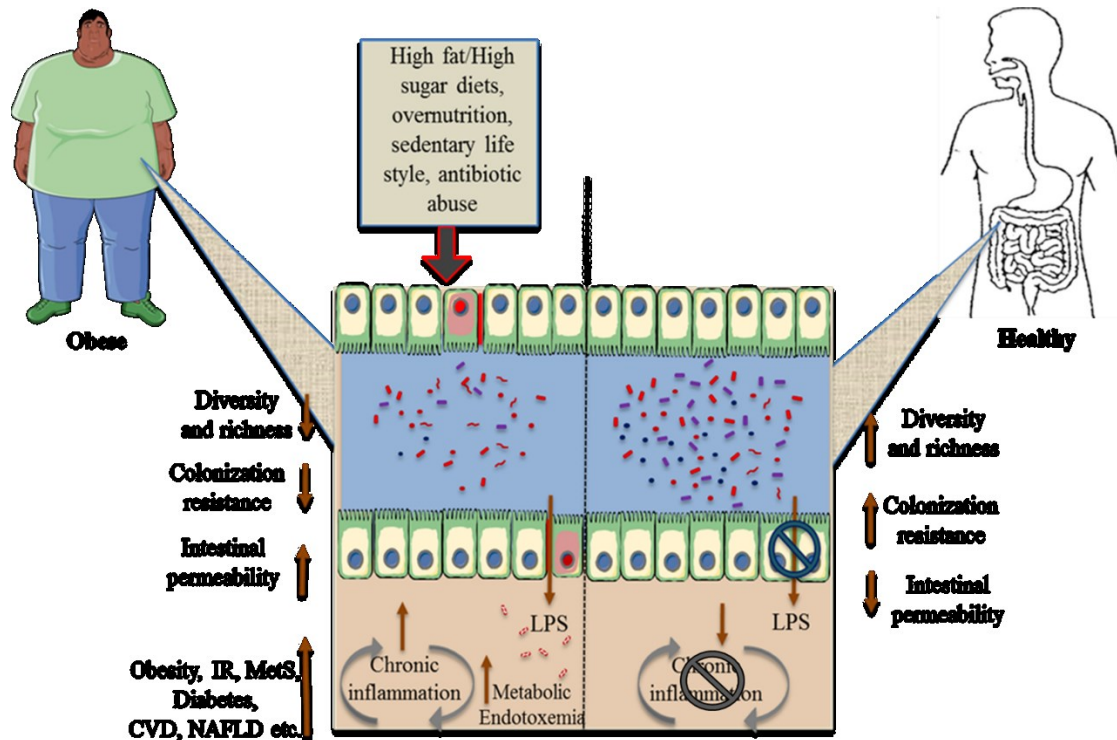 High fat/High
sugar diets,
overnutrition,
sedentary life
style, antibiotic
abuse
Obese
Healthy
Diversity
and richness
Colonization
resistance
Intestinal
permeability
Obesity, IR, MetS,
Diabetes,
CVD, NAFLD etc.
LPS
Chronic
inflammation
Metabolic
Endotoxemia
LPS
Chronic
inflammation
Diversity
and richness
Colonization
resistance
Intestinal
permeability